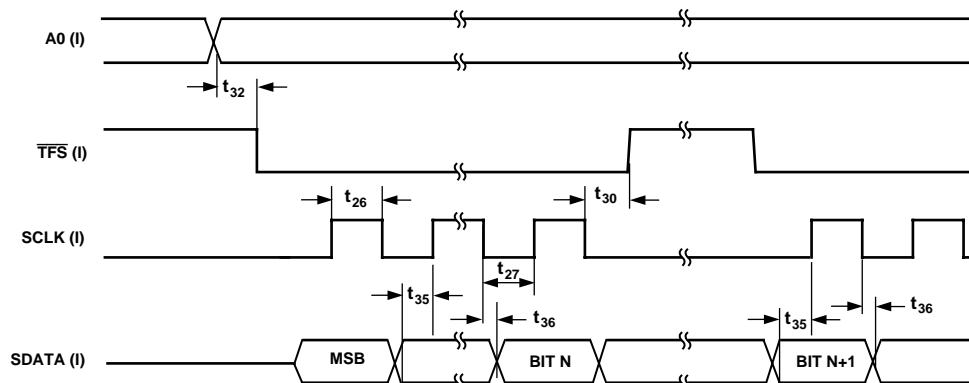 A0 (I)
t32
TFS (I)
t26
t30
SCLK (I)
t27
t35
t36
t35
t36
SDATA (I)
MSB
BIT N
BIT N+1